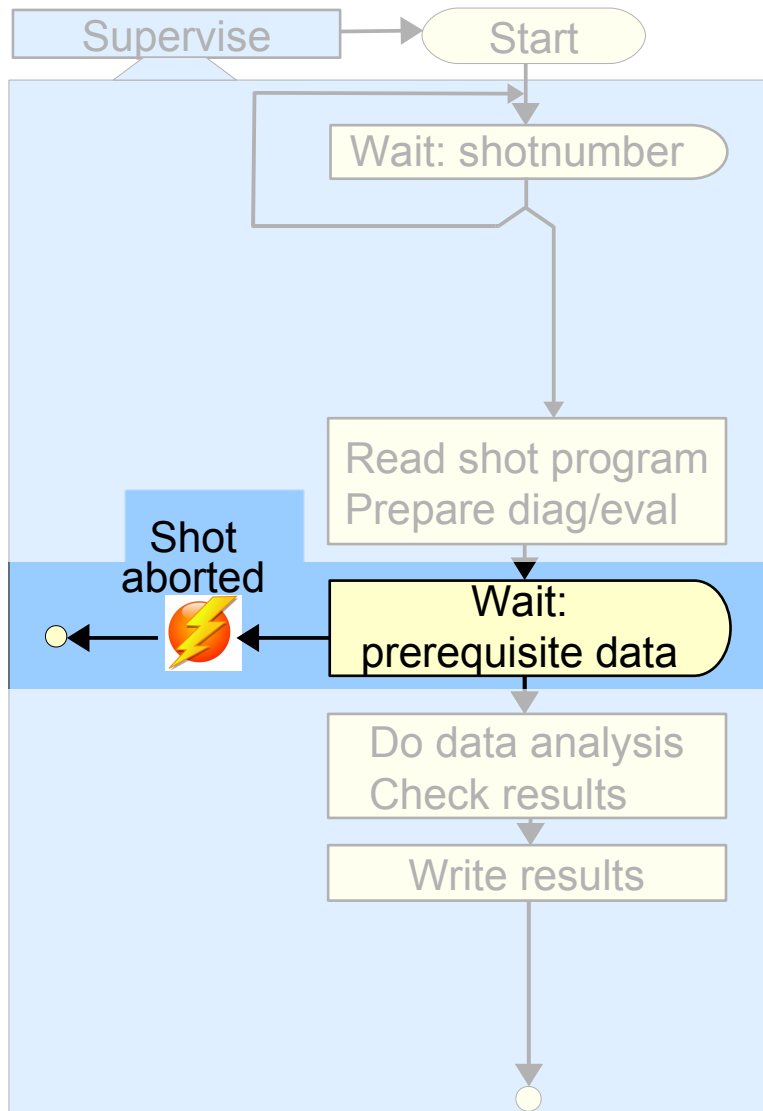 Supervise
Start
Wait: shotnumber
Read shot program
Prepare diag/eval
Shot
aborted
Wait:
prerequisite data
Do data analysis
Check results
Write results